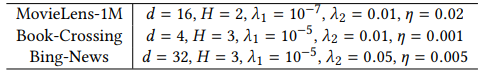 MovieLens-1M d = 16, H = 2, λ₁ = 10⁻⁷, λ₂ = 0.01, η = 0.02
Book-Crossing d = 4, H = 3, λ₁ = 10⁻⁵, λ₂ = 0.01, η = 0.001
Bing-News d = 32, H = 3, λ₁ = 10⁻⁵, λ₂ = 0.05, η = 0.005